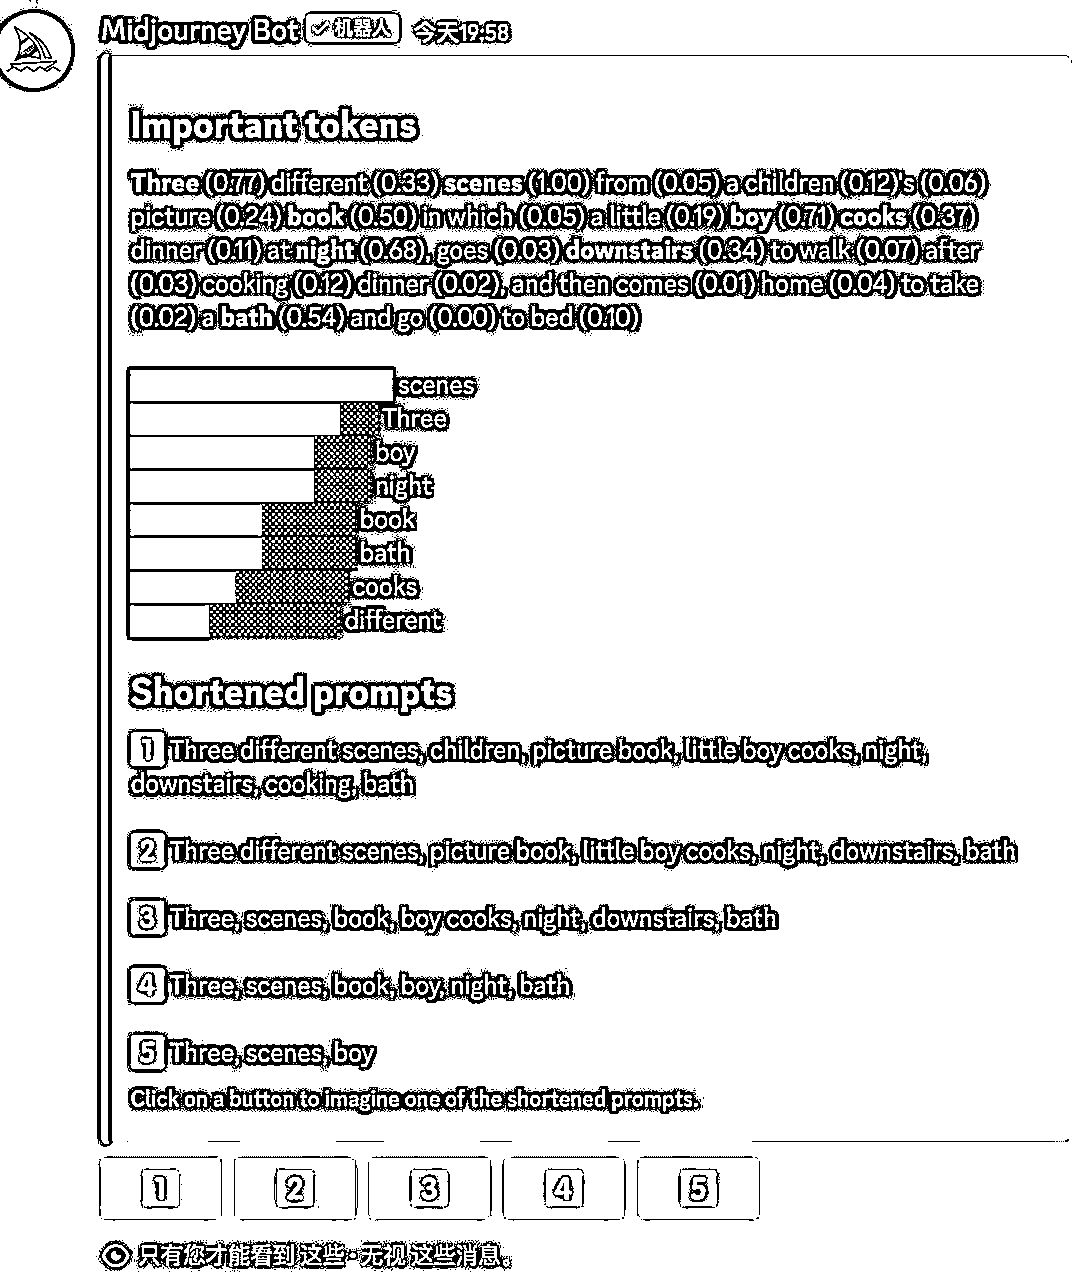 Midjourney Bot 机器人 今天19:58
Important tokens
Three (0.77) different (0.33) scenes (1.00) from (0.05) a children (0.12)'s (0.06)
picture (0.24) book (0.50) in which (0.05) a little (0.19) boy (0.71) cooks (0.37)
dinner (0.11) at night (0.68), goes (0.03) downstairs (0.34) to walk (0.07) after
(0.03) cooking (0.12) dinner (0.02), and then comes (0.01) home (0.04) to take
(0.02) a bath (0.54) and go (0.00) to bed (0.10)
scenes
Three
boy
night
book
bath
cooks
different
Shortened prompts
1 Three different scenes, children, picture book, little boy cooks, night,
downstairs, cooking, bath
2 Three different scenes, picture book, little boy cooks, night, downstairs, bath
3 Three, scenes, book, boy cooks, night, downstairs, bath
4 Three, scenes, book, boy, night, bath
5 Three, scenes, boy
Click on a button to imagine one of the shortened prompts.
1 2 3 4 5
只有您才能看到 这些 · 无视 这些消息。